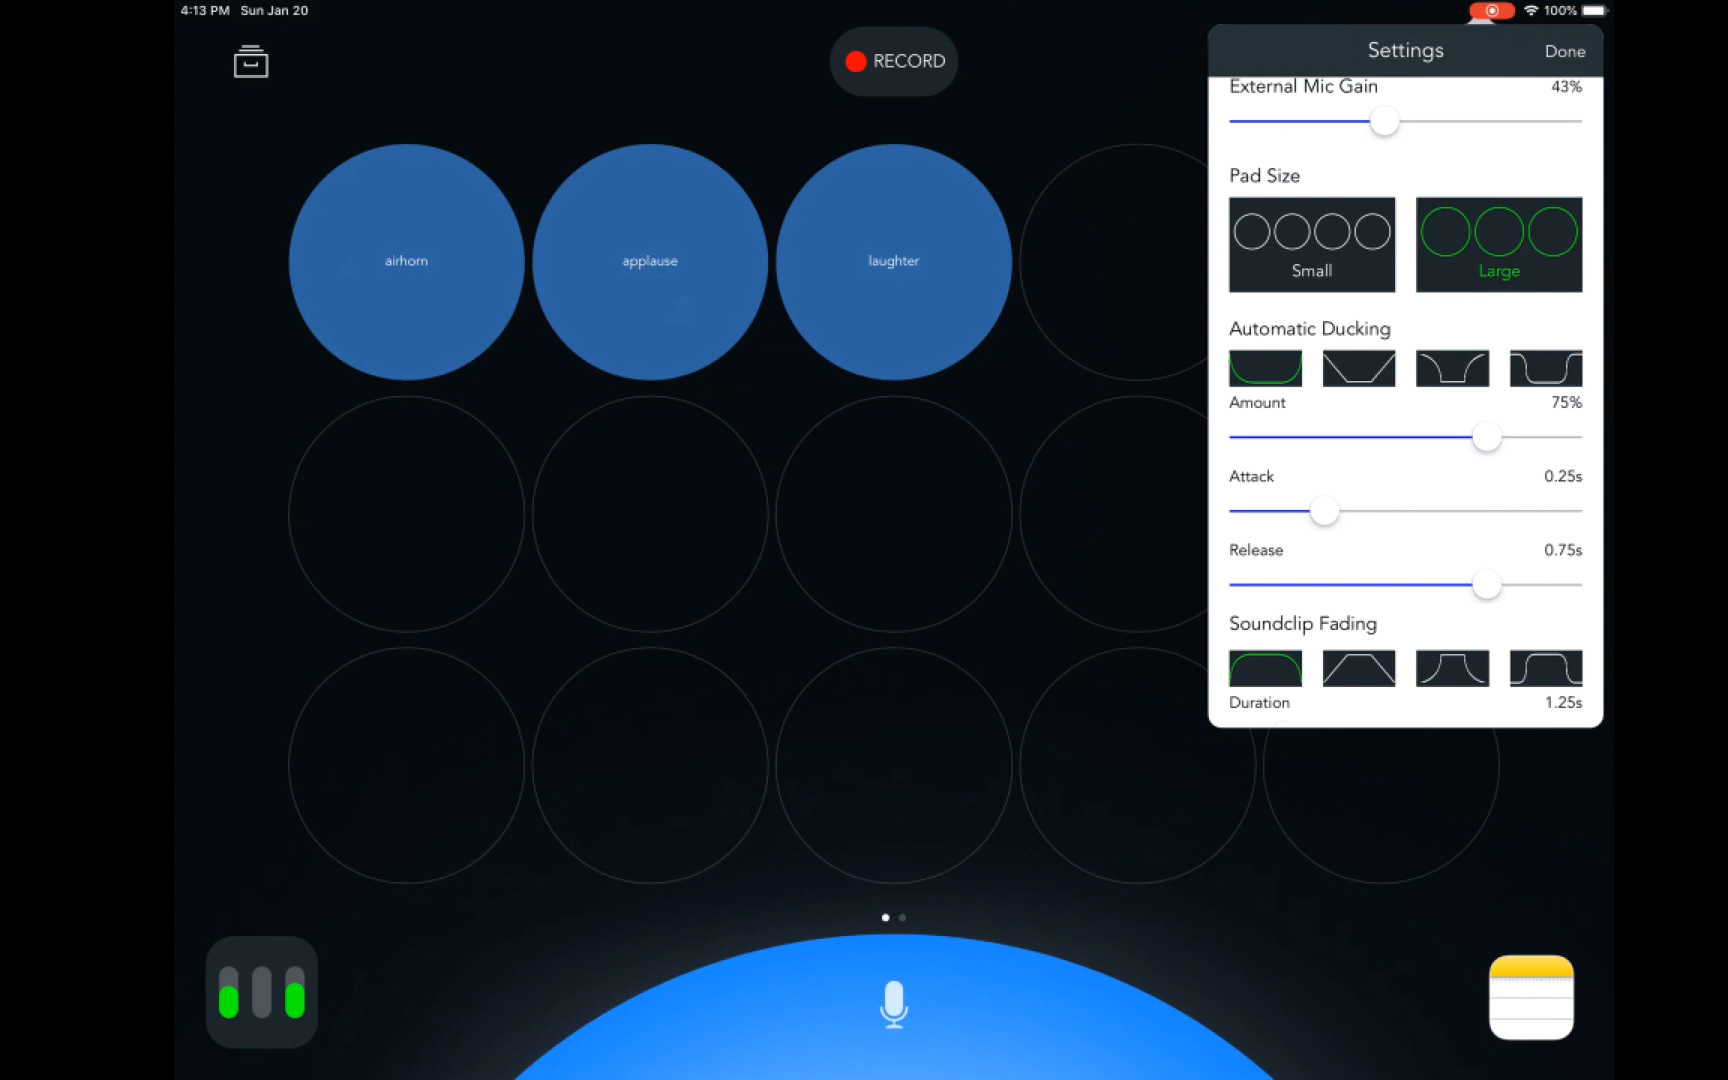 4:13 PM Sun Jan 20
100%
RECORD
Settings
Done
External Mic Gain 43%
Pad Size
Small
Large
Automatic Ducking
Amount 75%
Attack 0.25s
Release 0.75s
Soundclip Fading
Duration 1.25s
airhorn
applause
laughter